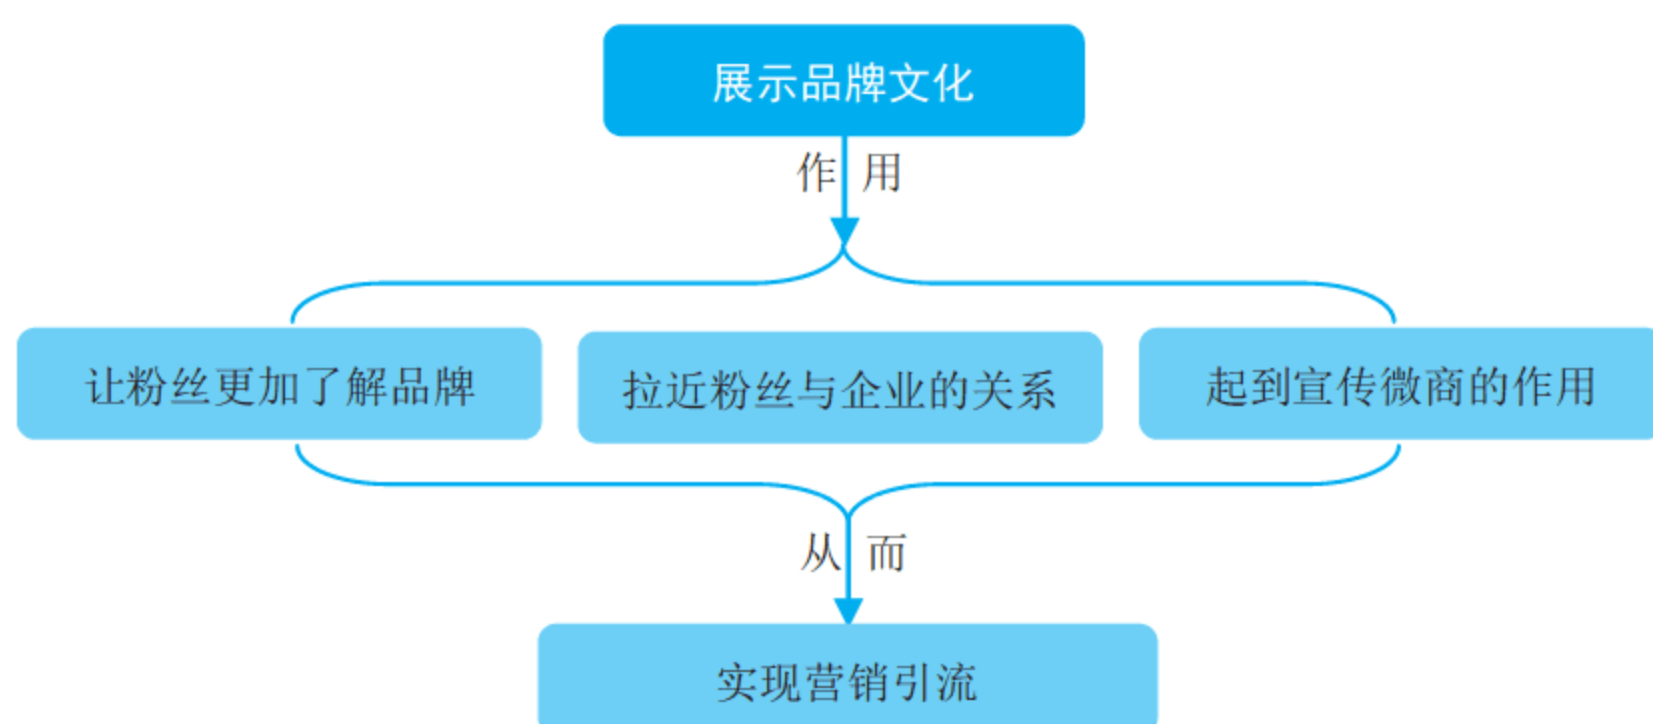 展示品牌文化
作用
让粉丝更加了解品牌
拉近粉丝与企业的关系
起到宣传微商的作用
从而
实现营销引流